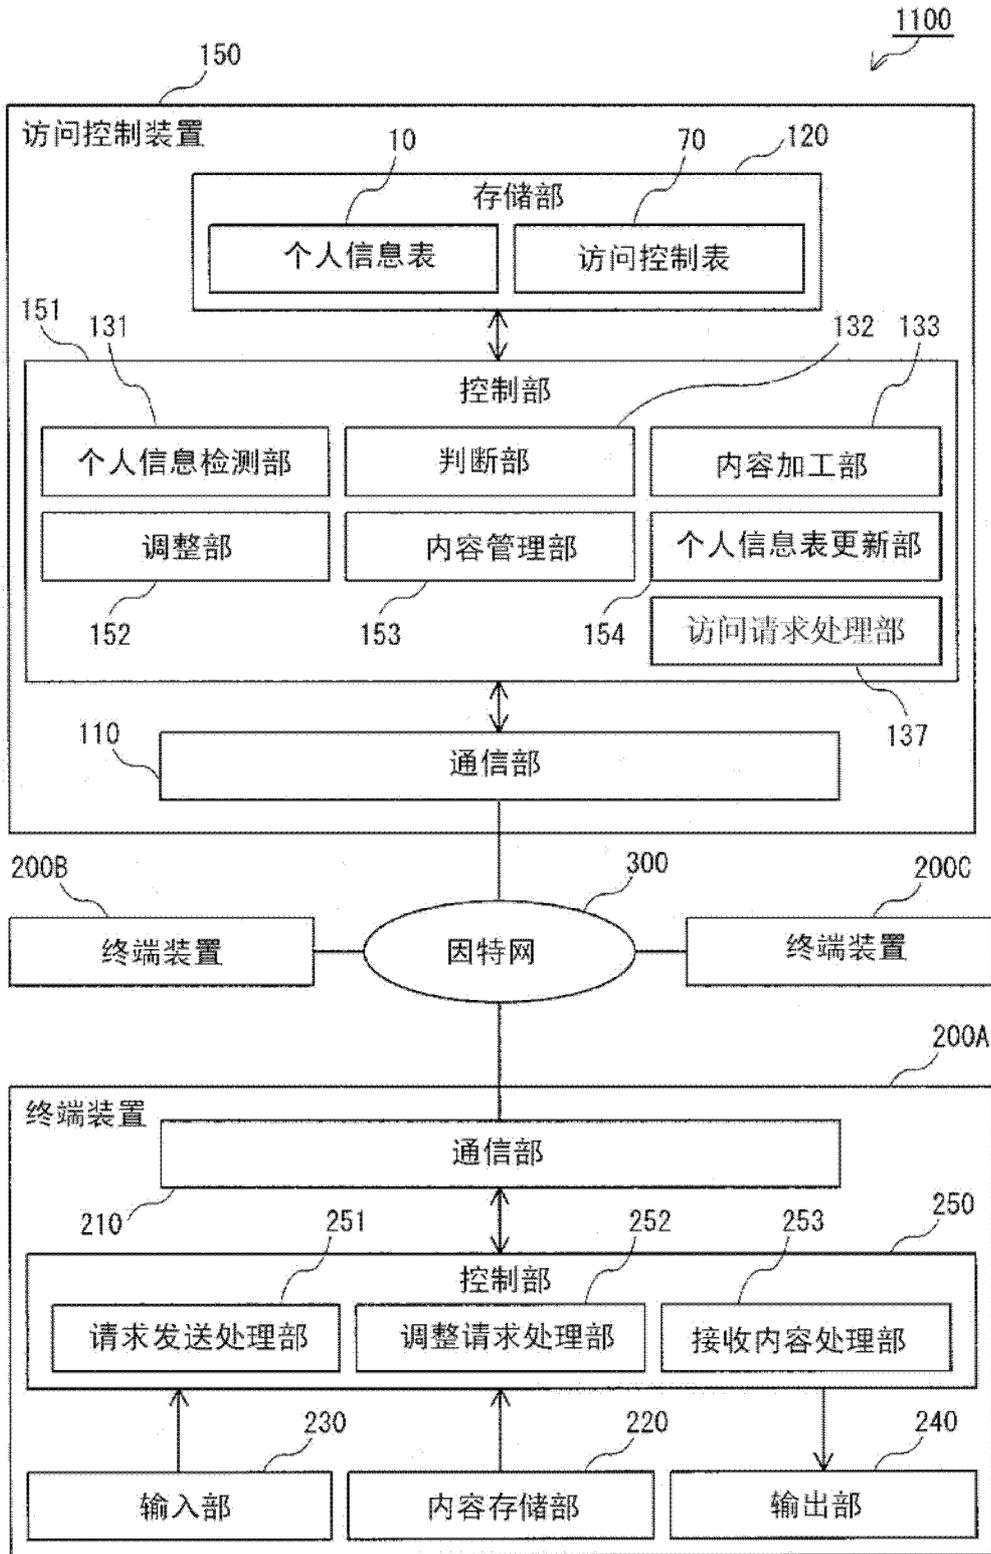 1100
150
访问控制装置
10
70
120
存储部
个人信息表
访问控制表
151
131
132
133
控制部
个人信息检测部
判断部
内容加工部
调整部
内容管理部
个人信息表更新部
152
153
154
访问请求处理部
110
137
通信部
200B
300
200C
终端装置
因特网
终端装置
200A
终端装置
通信部
210
251
252
253
250
控制部
请求发送处理部
调整请求处理部
接收内容处理部
230
220
240
输入部
内容存储部
输出部